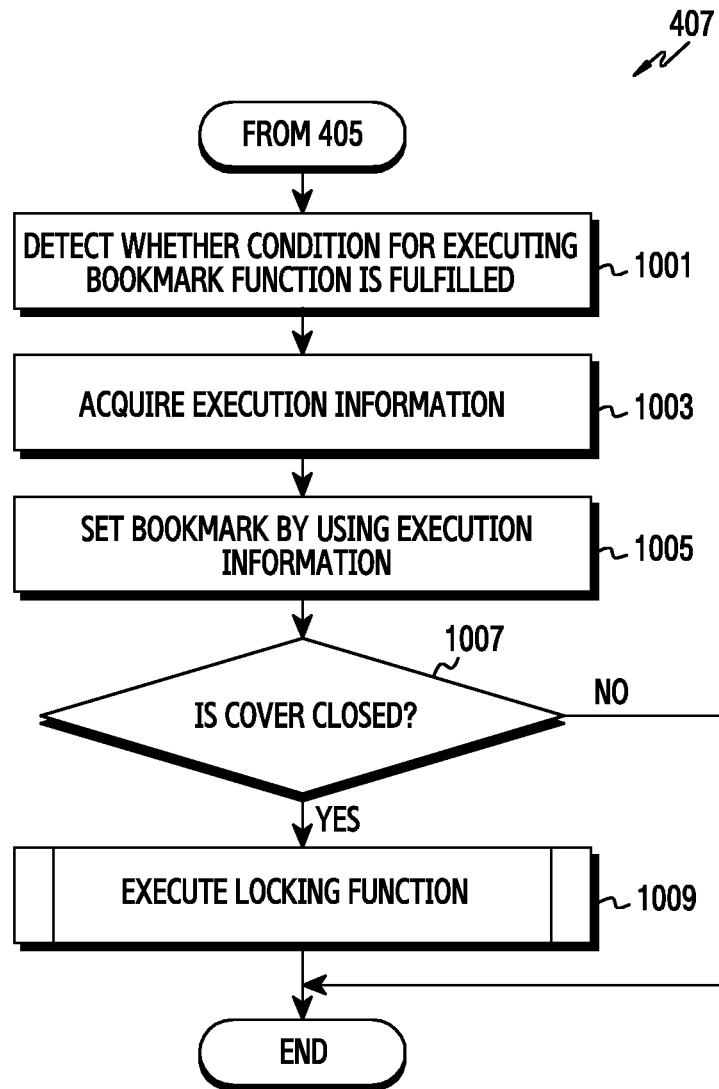 407
FROM 405
DETECT WHETHER CONDITION FOR EXECUTING
BOOKMARK FUNCTION IS FULFILLED
1001
ACQUIRE EXECUTION INFORMATION
1003
SET BOOKMARK BY USING EXECUTION
INFORMATION
1005
1007
IS COVER CLOSED?
NO
YES
EXECUTE LOCKING FUNCTION
1009
END